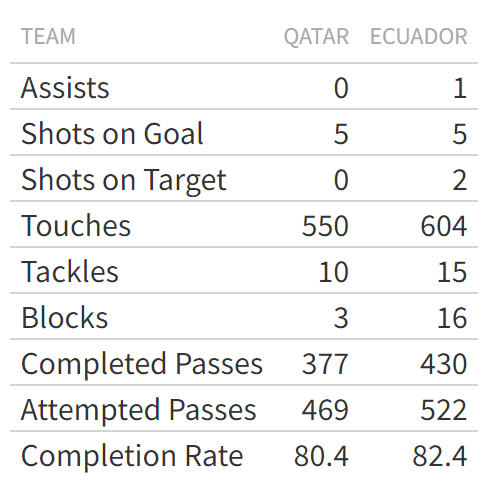 TEAM QATAR ECUADOR
Assists 0 1
Shots on Goal 5 5
Shots on Target 0 2
Touches 550 604
Tackles 10 15
Blocks 3 16
Completed Passes 377 430
Attempted Passes 469 522
Completion Rate 80.4 82.4